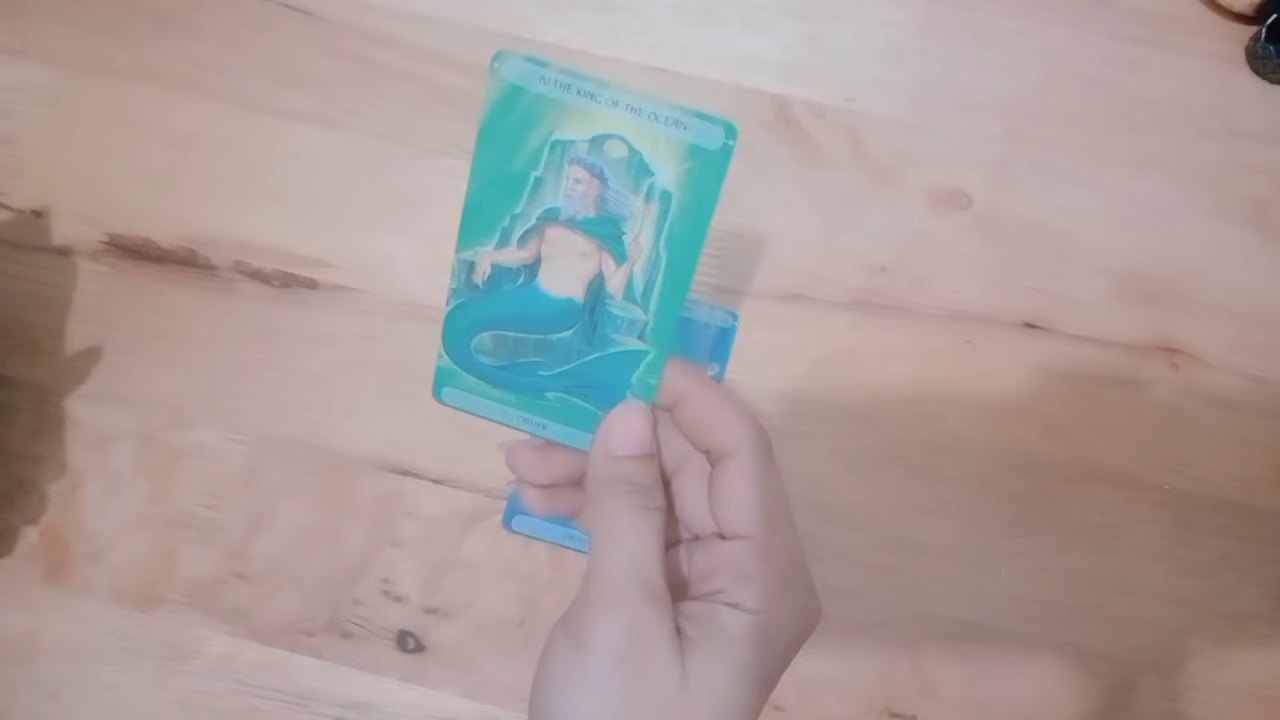 IV THE KING OF THE OCEAN
ORDER